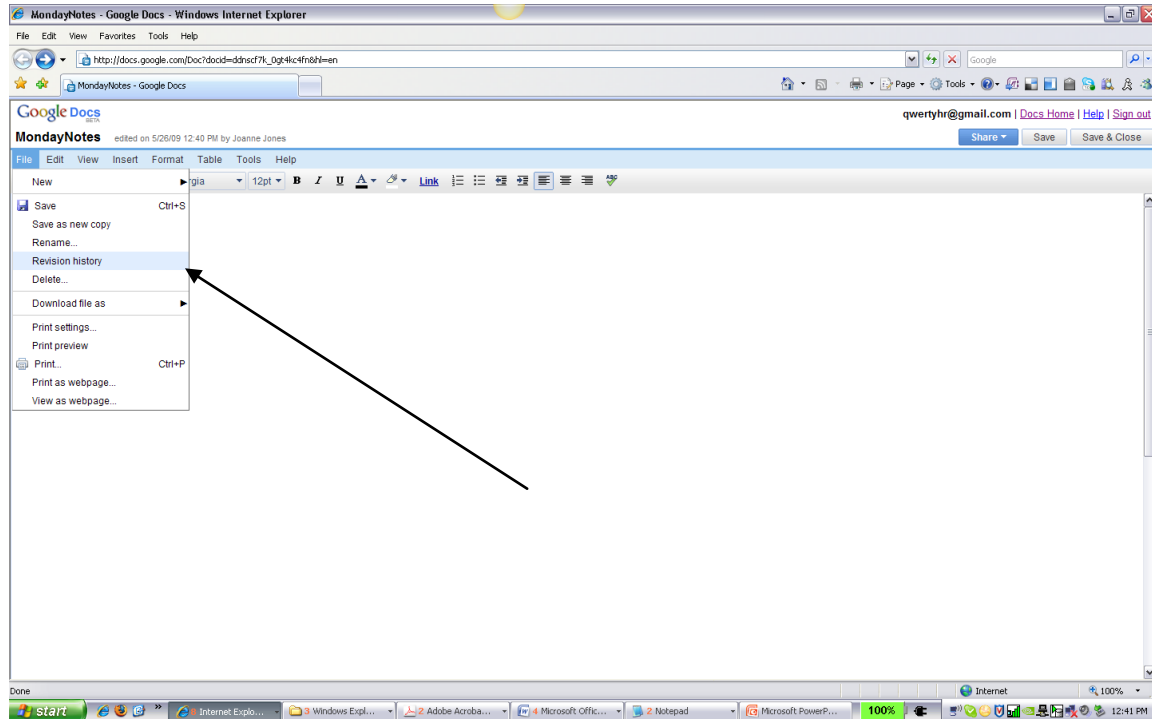 MondayNotes - Google Docs - Windows Internet Explorer
File Edit View Favorites Tools Help
http://docs.google.com/Doc?docid=ddnscf7k_0gt4kc4fn&hl=en Google
MondayNotes - Google Docs Page Tools
Google Docs BETA qwertyhr@gmail.com | Docs Home | Help | Sign out
MondayNotes edited on 5/26/09 12:40 PM by Joanne Jones Share Save Save & Close
File Edit View Insert Format Table Tools Help
New rgia 12pt B I U A Link ABC
Save Ctrl+S
Save as new copy
Rename...
Revision history
Delete...
Download file as
Print settings...
Print preview
Print... Ctrl+P
Print as webpage...
View as webpage...
Done Internet 100%
start Internet Explo... 3 Windows Expl... 2 Adobe Acroba... 4 Microsoft Offic... 2 Notepad Microsoft PowerP... 100% 12:41 PM